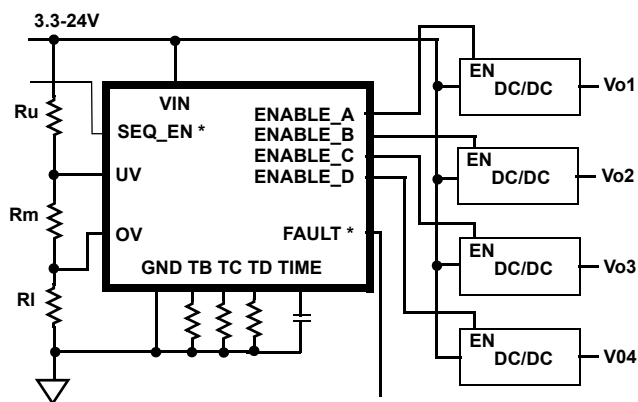 3.3-24V
EN
DC/DC
Vo1
VIN
Ru
ENABLE_A
SEQ_EN *
ENABLE_B
ENABLE_C
ENABLE_D
EN
DC/DC
Vo2
UV
Rm
OV
FAULT *
EN
DC/DC
Vo3
GND TB TC TD TIME
Rl
EN
DC/DC
V04